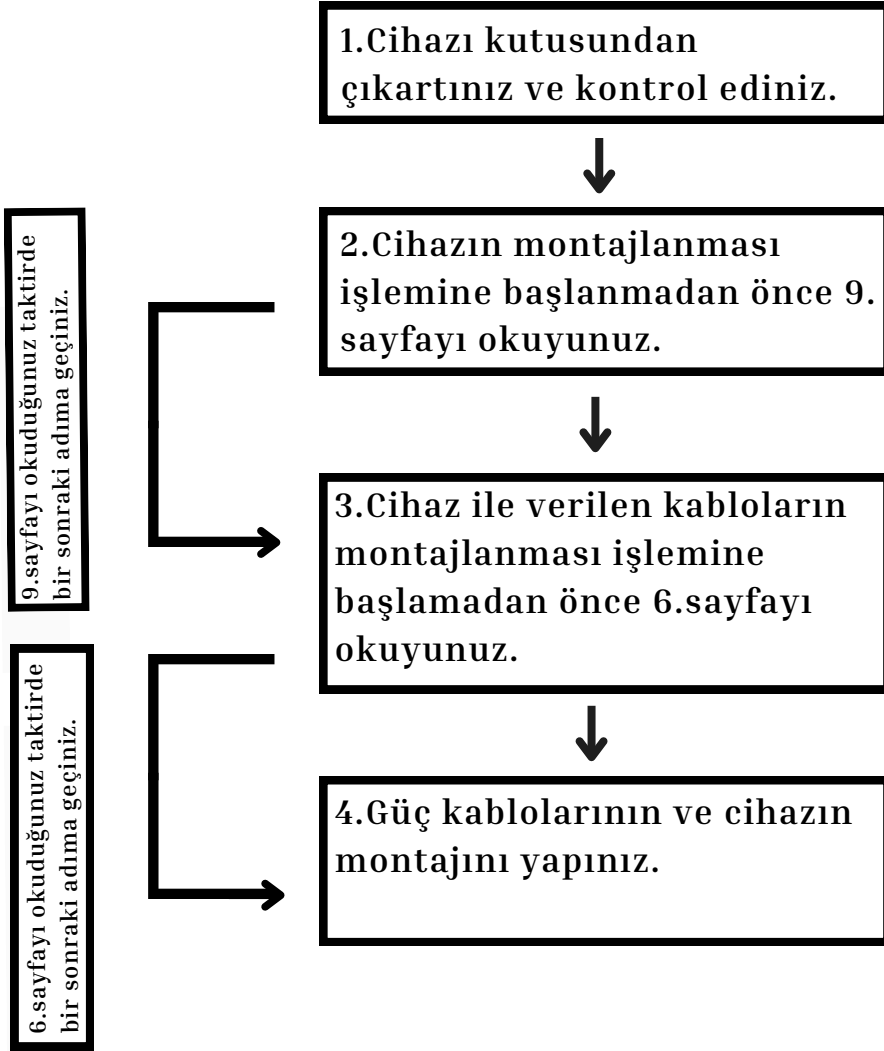 1.Cihazı kutusundan
çıkartınız ve kontrol ediniz.
2.Cihazın montajlanması
işlemine başlanmadan önce 9.
sayfayı okuyunuz.
9.sayfayı okuduğunuz taktirde
bir sonraki adıma geçiniz.
3.Cihaz ile verilen kabloların
montajlanması işlemine
başlamadan önce 6.sayfayı
okuyunuz.
6.sayfayı okuduğunuz taktirde
bir sonraki adıma geçiniz.
4.Güç kablolarının ve cihazın
montajını yapınız.